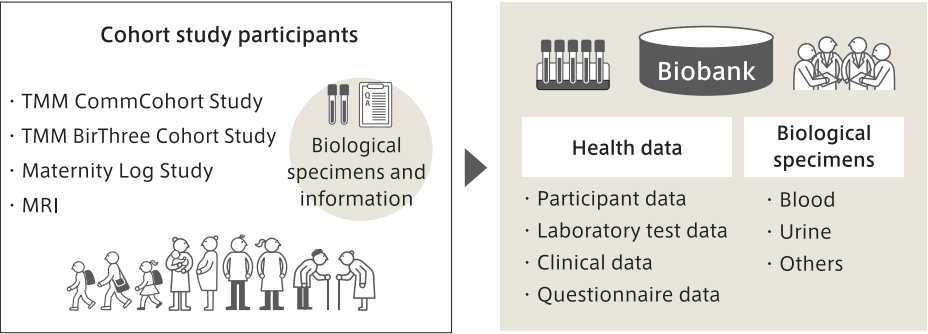 Cohort study participants
· TMM CommCohort Study
· TMM BirThree Cohort Study
· Maternity Log Study
· MRI
Q
A
Biological
specimens and
information
Biobank
Health data
· Participant data
· Laboratory test data
· Clinical data
· Questionnaire data
Biological
specimens
· Blood
· Urine
· Others